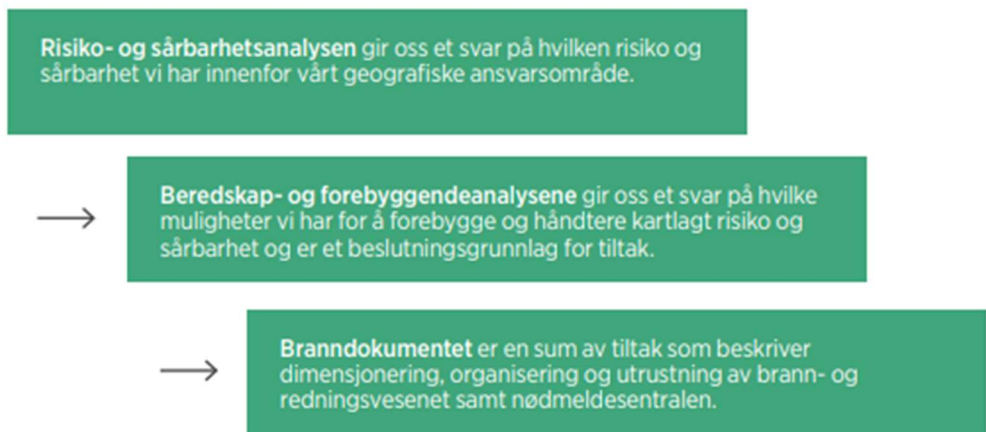 Risiko- og sårbarhetsanalysen gir oss et svar på hvilken risiko og
sårbarhet vi har innenfor vårt geografiske ansvarsområde.
Beredskap- og forebyggendeanalysene gir oss et svar på hvilke
muligheter vi har for å forebygge og håndtere kartlagt risiko og
sårbarhet og er et beslutningsgrunnlag for tiltak.
Branndokumentet er en sum av tiltak som beskriver
dimensjonering, organisering og utrustning av brann- og
redningsvesenet samt nødmeldesentralen.